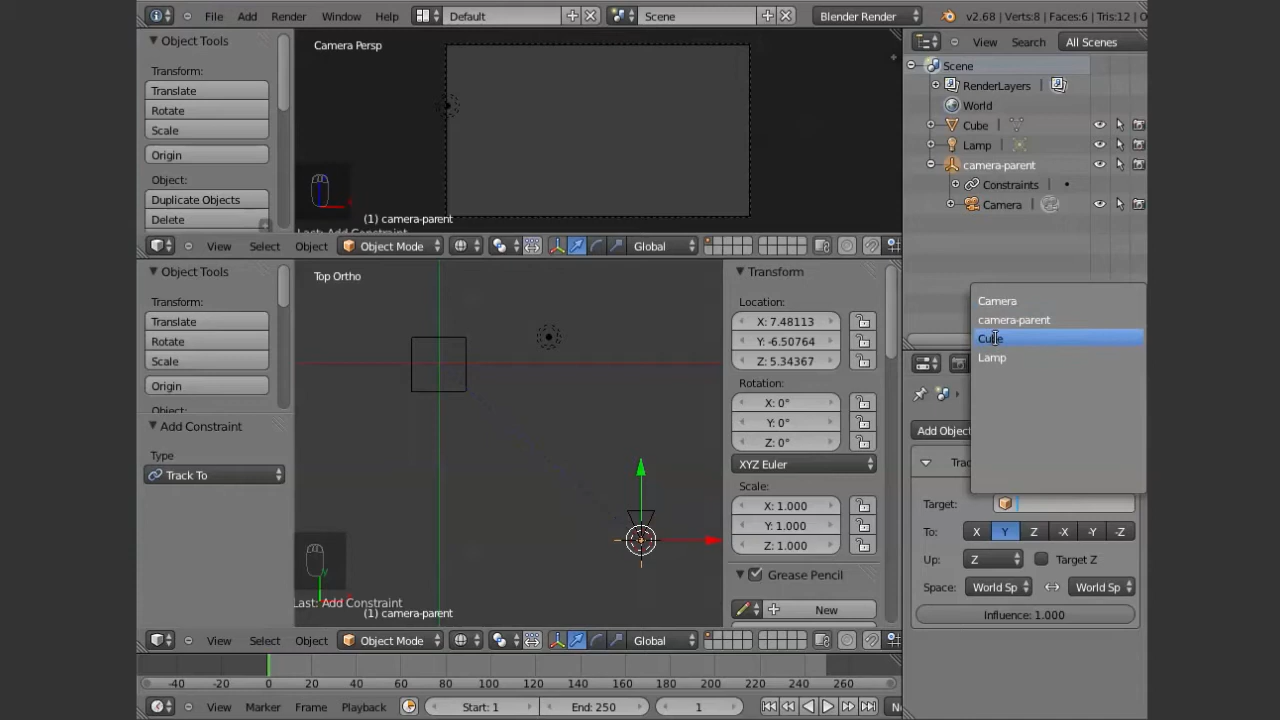 File Add Render Window Help Default Scene Blender Render v2.68 | Verts:8 | Faces:6 | Tris:12 | O
Object Tools
Transform:
Translate
Rotate
Scale
Origin
Object:
Duplicate Objects
Delete
Camera Persp
(1) camera-parent
Last: Add Constraint
View Select Object Object Mode Global
View Search All Scenes
Scene
RenderLayers
World
Cube
Lamp
camera-parent
Constraints
Camera
Object Tools
Transform:
Translate
Rotate
Scale
Origin
Object:
Add Constraint
Type
Track To
Top Ortho
Last: Add Constraint
(1) camera-parent
Transform
Location:
X: 7.48113
Y: -6.50764
Z: 5.34367
Rotation:
X: 0°
Y: 0°
Z: 0°
XYZ Euler
Scale:
X: 1.000
Y: 1.000
Z: 1.000
Grease Pencil
New
View Select Object Object Mode Global
Camera
camera-parent
Cube
Lamp
Add Objec
Trac
Target:
To: X Y Z -X -Y -Z
Up: Z Target Z
Space: World Sp World Sp
Influence: 1.000
-40 -20 0 20 40 60 80 100 120 140 160 180 200 220 240 260
View Marker Frame Playback Start: 1 End: 250 1 N